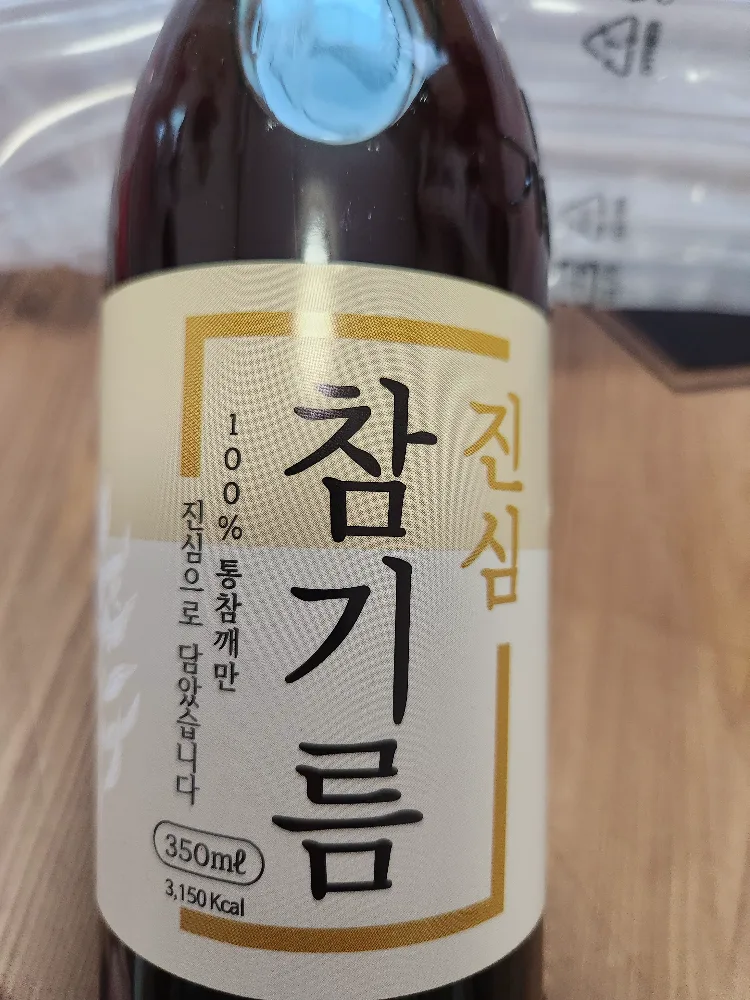 진심
참기름
100% 통참깨만
진심으로 담았습니다
350㎖
3,150 Kcal